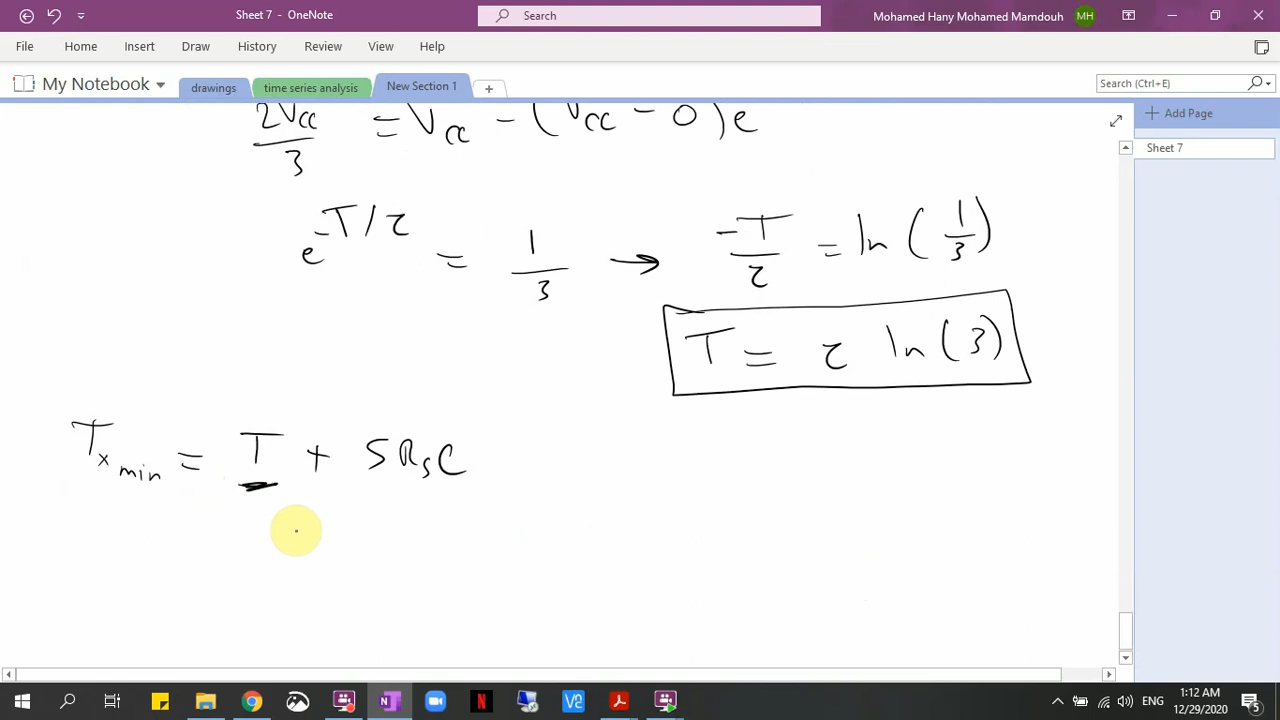 Sheet 7 - OneNote
Search
Mohamed Hany Mohamed Mamdouh
MH
File Home Insert Draw History Review View Help
My Notebook
drawings
time series analysis
New Section 1
+
Search (Ctrl+E)
Add Page
Sheet 7
2Vcc/3 = Vcc - (Vcc - 0) e
e^-T/τ = 1/3 → -T/τ = ln(1/3)
T = τ ln(3)
Tx min = T + 5RsC
ENG
1:12 AM
12/29/2020
5